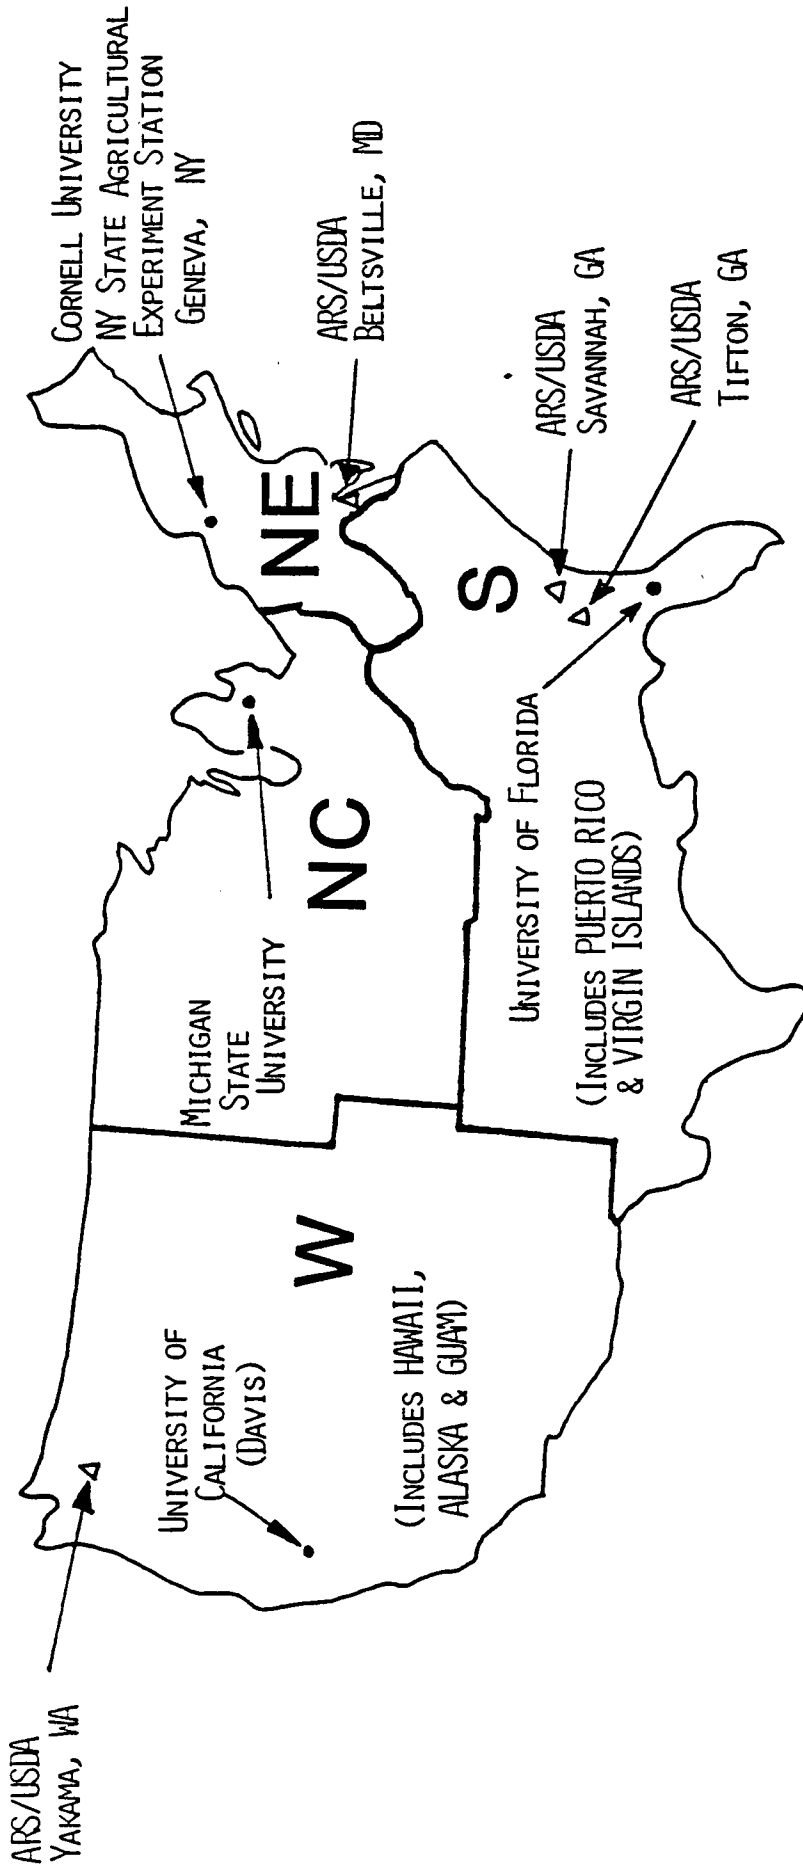 ARS/USDA
YAKAMA, WA
UNIVERSITY OF
CALIFORNIA
(DAVIS)
W
(INCLUDES HAWAII,
ALASKA & GUAM)
MICHIGAN
STATE
UNIVERSITY
NC
UNIVERSITY OF FLORIDA
(INCLUDES PUERTO RICO
& VIRGIN ISLANDS)
CORNELL UNIVERSITY
NY STATE AGRICULTURAL
EXPERIMENT STATION
GENEVA, NY
NE
ARS/USDA
BELTSVILLE, MD
S
ARS/USDA
SAVANNAH, GA
ARS/USDA
TIFTON, GA